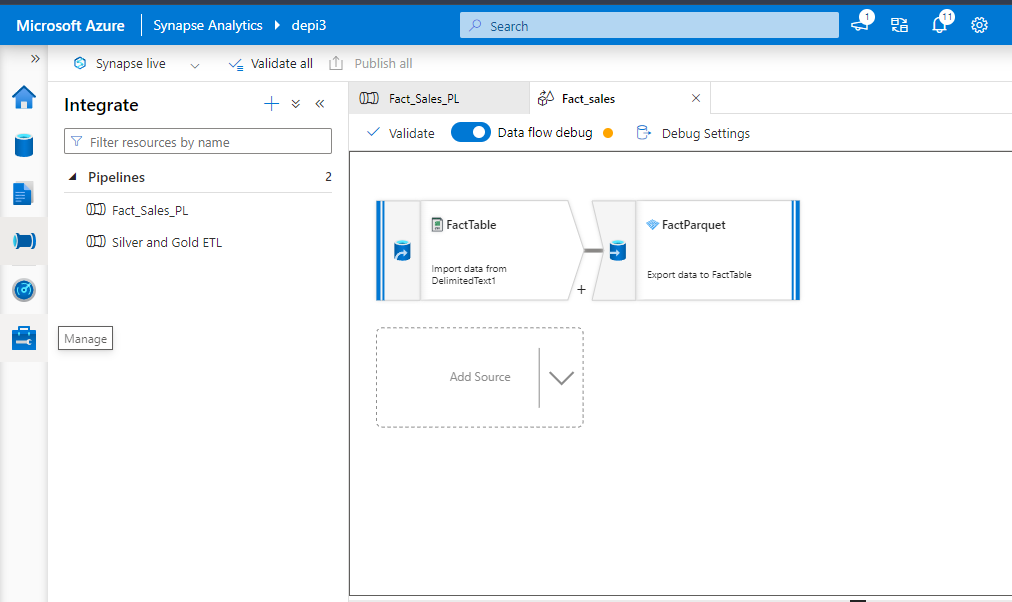 Microsoft Azure
Synapse Analytics
depi3
Search
1
11
Synapse live
Validate all
Publish all
Integrate
Filter resources by name
Pipelines
2
Fact_Sales_PL
Silver and Gold ETL
Manage
Fact_Sales_PL
Fact_sales
Validate
Data flow debug
Debug Settings
FactTable
Import data from
DelimitedText1
+
FactParquet
Export data to FactTable
Add Source